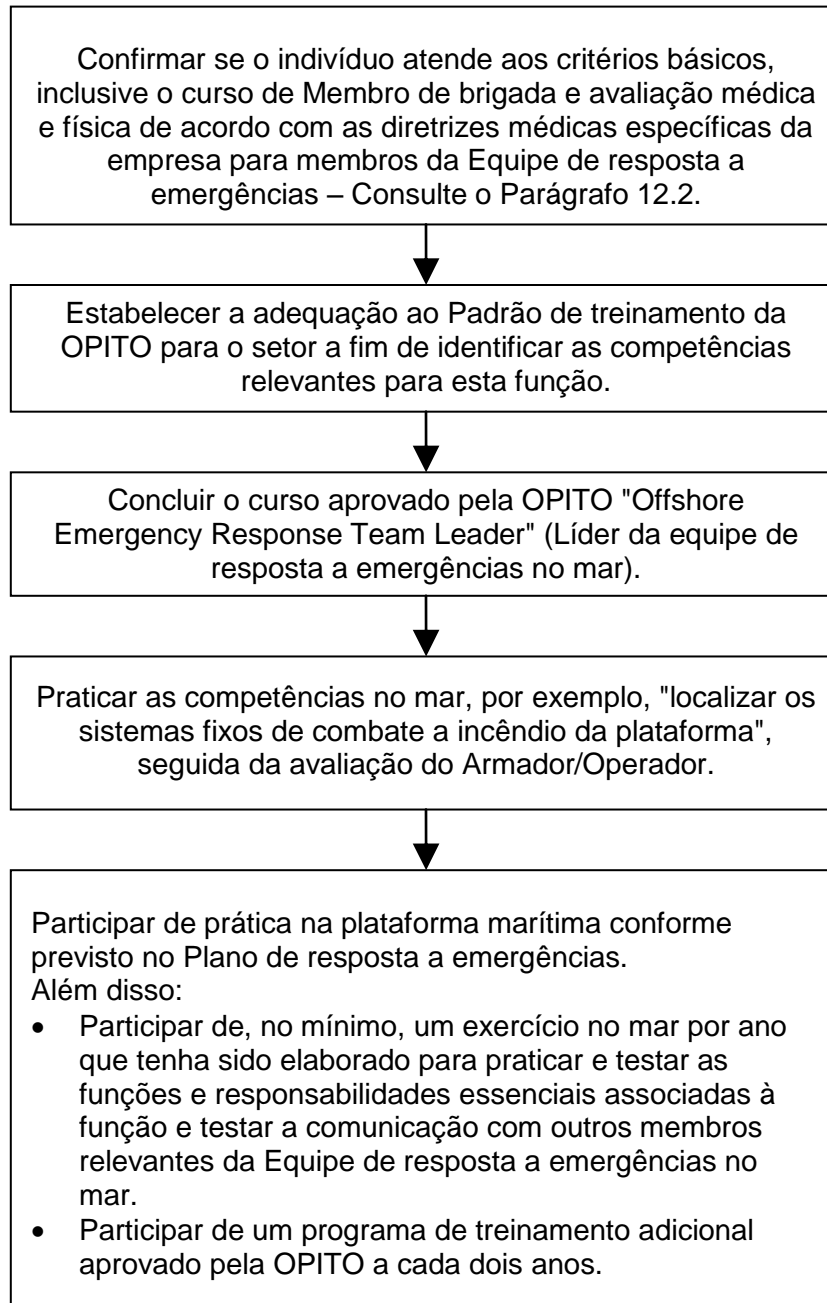 Confirmar se o indivíduo atende aos critérios básicos,
inclusive o curso de Membro de brigada e avaliação médica
e física de acordo com as diretrizes médicas específicas da
empresa para membros da Equipe de resposta a
emergências – Consulte o Parágrafo 12.2.
Estabelecer a adequação ao Padrão de treinamento da
OPITO para o setor a fim de identificar as competências
relevantes para esta função.
Concluir o curso aprovado pela OPITO "Offshore
Emergency Response Team Leader" (Líder da equipe de
resposta a emergências no mar).
Praticar as competências no mar, por exemplo, "localizar os
sistemas fixos de combate a incêndio da plataforma",
seguida da avaliação do Armador/Operador.
Participar de prática na plataforma marítima conforme
previsto no Plano de resposta a emergências.
Além disso:
• Participar de, no mínimo, um exercício no mar por ano
que tenha sido elaborado para praticar e testar as
funções e responsabilidades essenciais associadas à
função e testar a comunicação com outros membros
relevantes da Equipe de resposta a emergências no
mar.
• Participar de um programa de treinamento adicional
aprovado pela OPITO a cada dois anos.